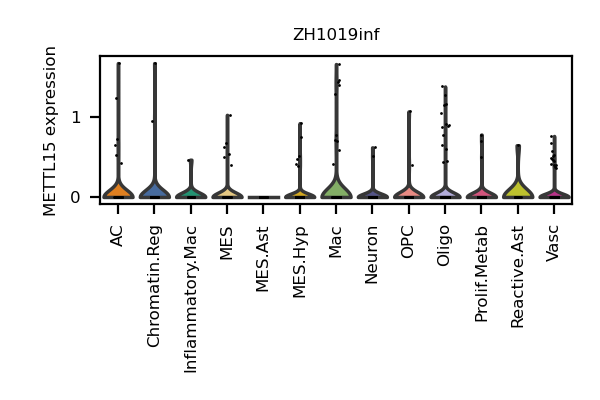 ZH1019inf
METTL15 expression
1
0
AC
Chromatin.Reg
Inflammatory.Mac
MES
MES.Ast
MES.Hyp
Mac
Neuron
OPC
Oligo
Prolif.Metab
Reactive.Ast
Vasc